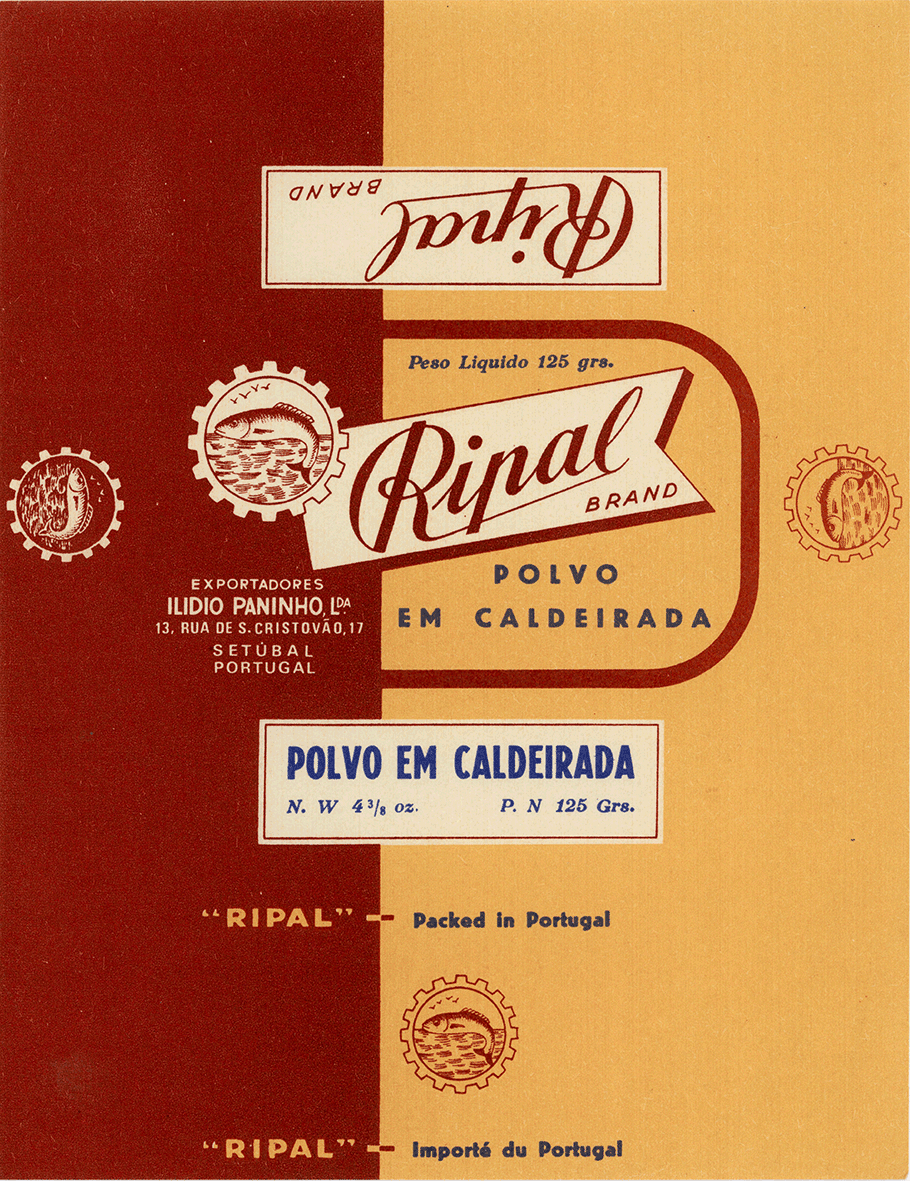 Ripal
BRAND
Peso Liquido 125 grs.
Ripal
BRAND
POLVO
EM CALDEIRADA
EXPORTADORES
ILIDIO PANINHO, LDA.
13, RUA DE S. CRISTOVÃO, 17
SETÚBAL
PORTUGAL
POLVO EM CALDEIRADA
N. W 4 3/8 oz. P. N 125 Grs.
“RIPAL” - Packed in Portugal
“RIPAL” - Importé du Portugal